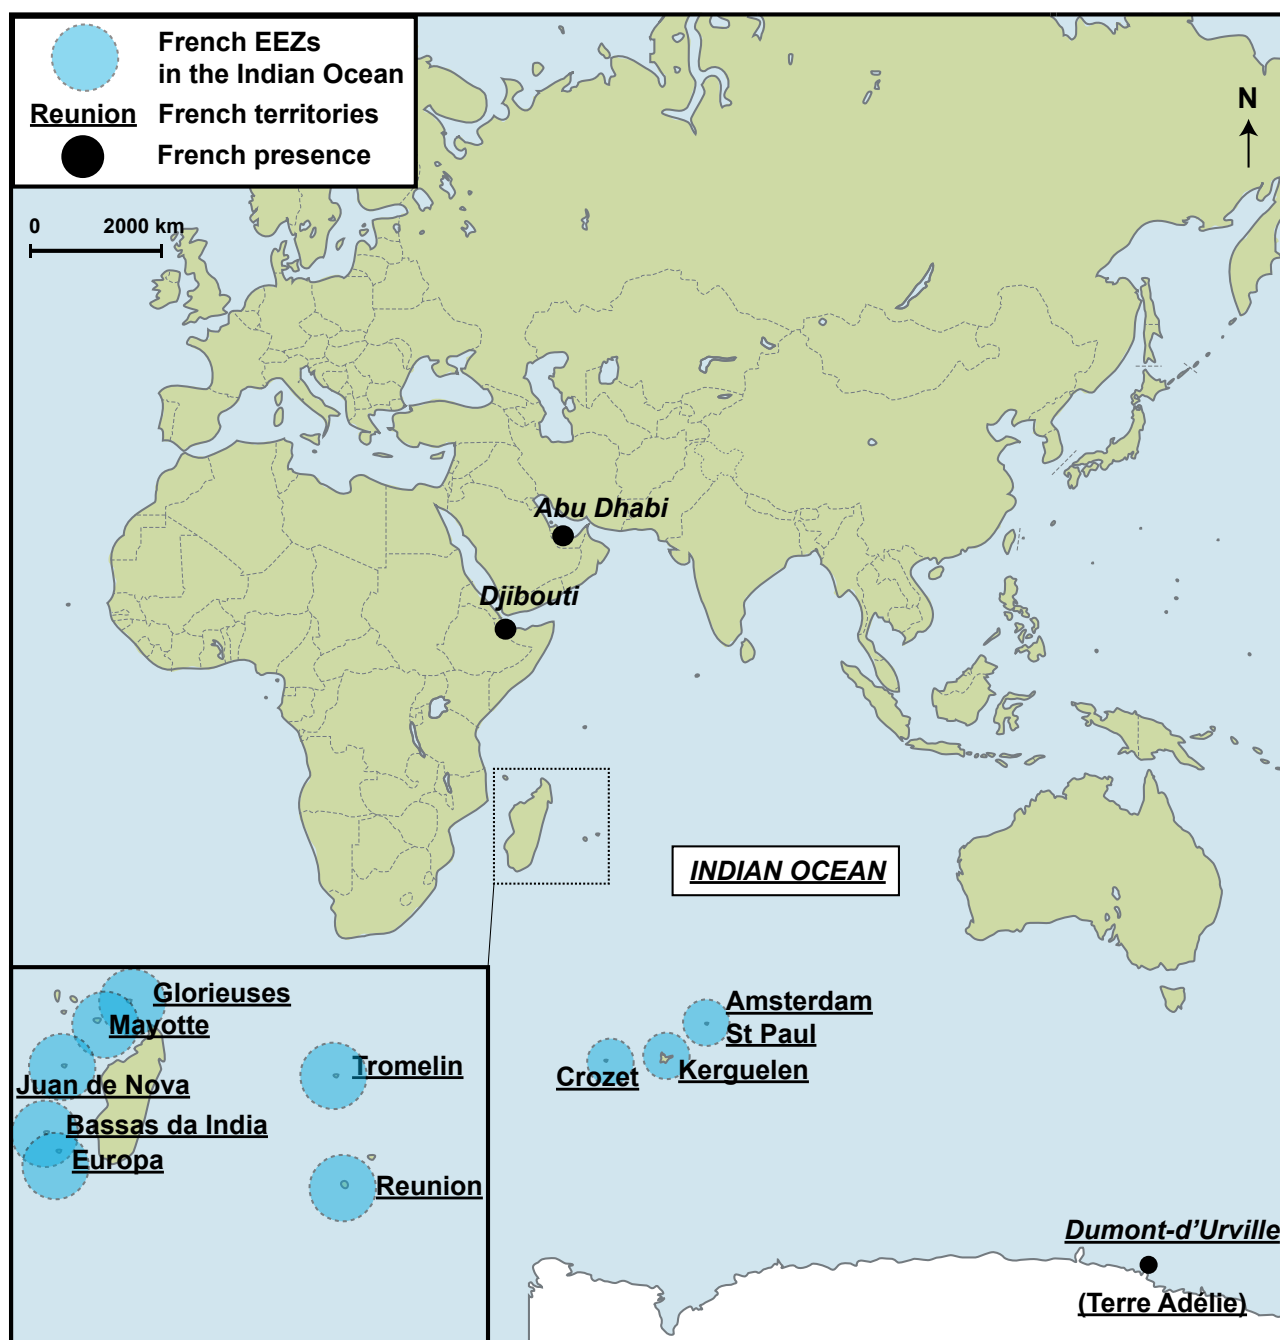 French EEZs
in the Indian Ocean
Reunion French territories
French presence
N
0 2000 km
Abu Dhabi
Djibouti
INDIAN OCEAN
Glorieuses
Mayotte
Tromelin
Juan de Nova
Bassas da India
Europa
Reunion
Amsterdam
St Paul
Crozet
Kerguelen
Dumont-d’Urville
(Terre Adélie)